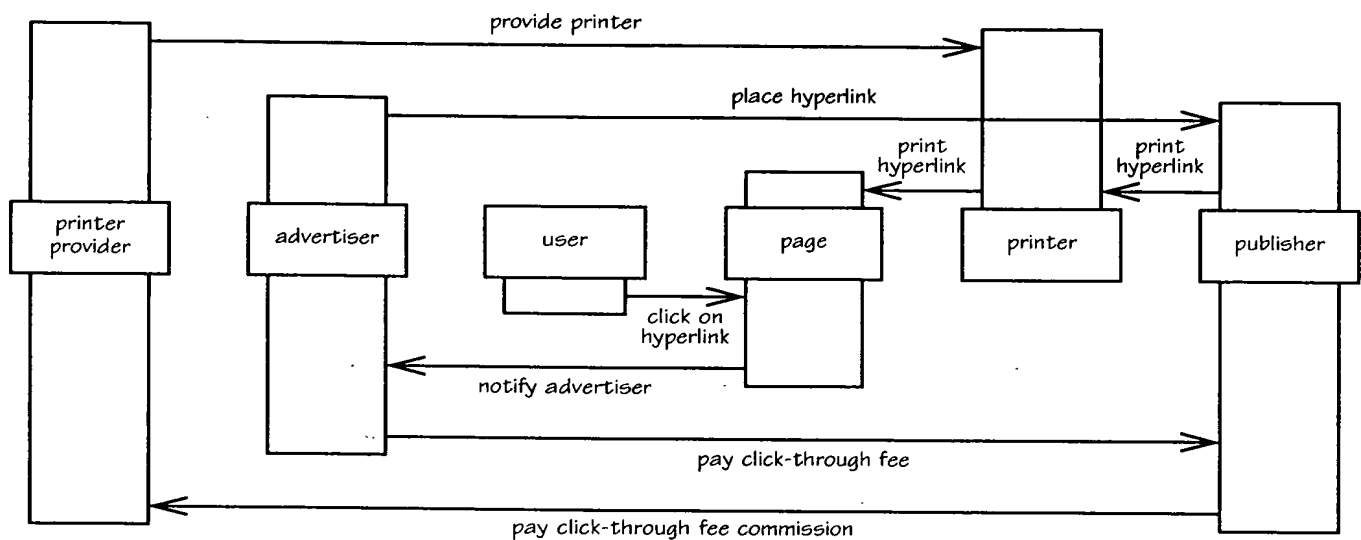 provide printer
place hyperlink
print
hyperlink
print
hyperlink
printer
provider
advertiser
user
page
printer
publisher
click on
hyperlink
notify advertiser
pay click-through fee
pay click-through fee commission